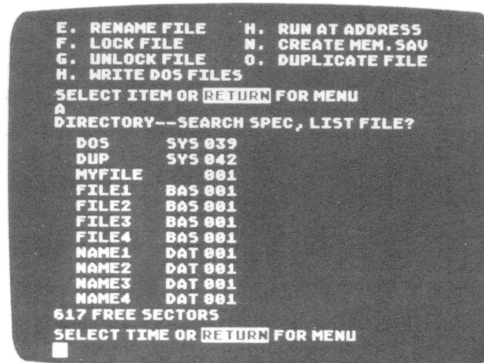 E. RENAME FILE H. RUN AT ADDRESS
F. LOCK FILE N. CREATE MEM.SAV
G. UNLOCK FILE O. DUPLICATE FILE
H. WRITE DOS FILES
SELECT ITEM OR RETURN FOR MENU
A
DIRECTORY--SEARCH SPEC, LIST FILE?
DOS SYS 039
DUP SYS 042
MYFILE 001
FILE1 BAS 001
FILE2 BAS 001
FILE3 BAS 001
FILE4 BAS 001
NAME1 DAT 001
NAME2 DAT 001
NAME3 DAT 001
NAME4 DAT 001
617 FREE SECTORS
SELECT TIME OR RETURN FOR MENU